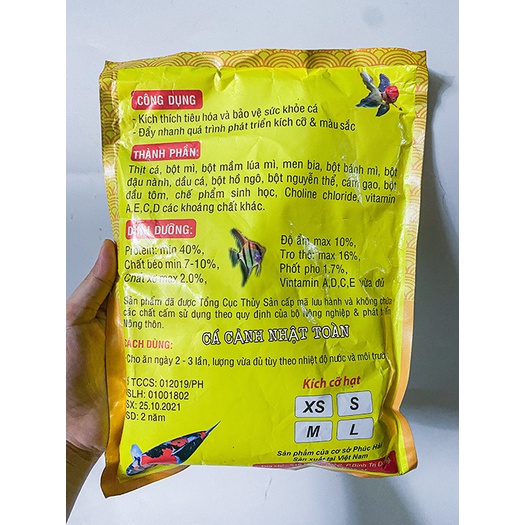 CÔNG DỤNG
- Kích thích tiêu hóa và bảo vệ sức khỏe cá
- Đẩy nhanh quá trình phát triển kích cỡ & màu sắc
THÀNH PHẦN:
Thịt cá, bột mì, bột mầm lúa mì, men bia, bột bánh mì, bột
đậu nành, dầu cá, bột hồ ngô, bột nguyễn thể, cám gạo, bột
đầu tôm, chế phẩm sinh học, Choline chloride, vitamin
A,E,C,D các khoáng chất khác.
DINH DƯỠNG:
Protein: min 40%,
Chất béo min 7-10%,
Chất xơ max 2.0%,
Độ ẩm max 10%,
Tro thô max 16%,
Phốt pho 1,7%,
Vintamin A,D,C,E vừa đủ
Sản phẩm đã được Tổng Cục Thủy Sản cấp mã lưu hành và không chứa
các chất cấm sử dụng theo quy định của bộ nông nghiệp & phát triển
Nông thôn.
CÁ CẢNH NHẬT TOÀN
CÁCH DÙNG:
Cho ăn ngày 2 - 3 lần, lượng vừa đủ tùy theo nhiệt độ nước và môi trườ
TCCS: 012019/PH
SLH: 01001802
SX: 25.10.2021
SD: 2 năm
Kích cỡ hạt
XS S
M L
Sản phẩm của cơ sở Phúc Hải
Sản xuất tại Việt Nam